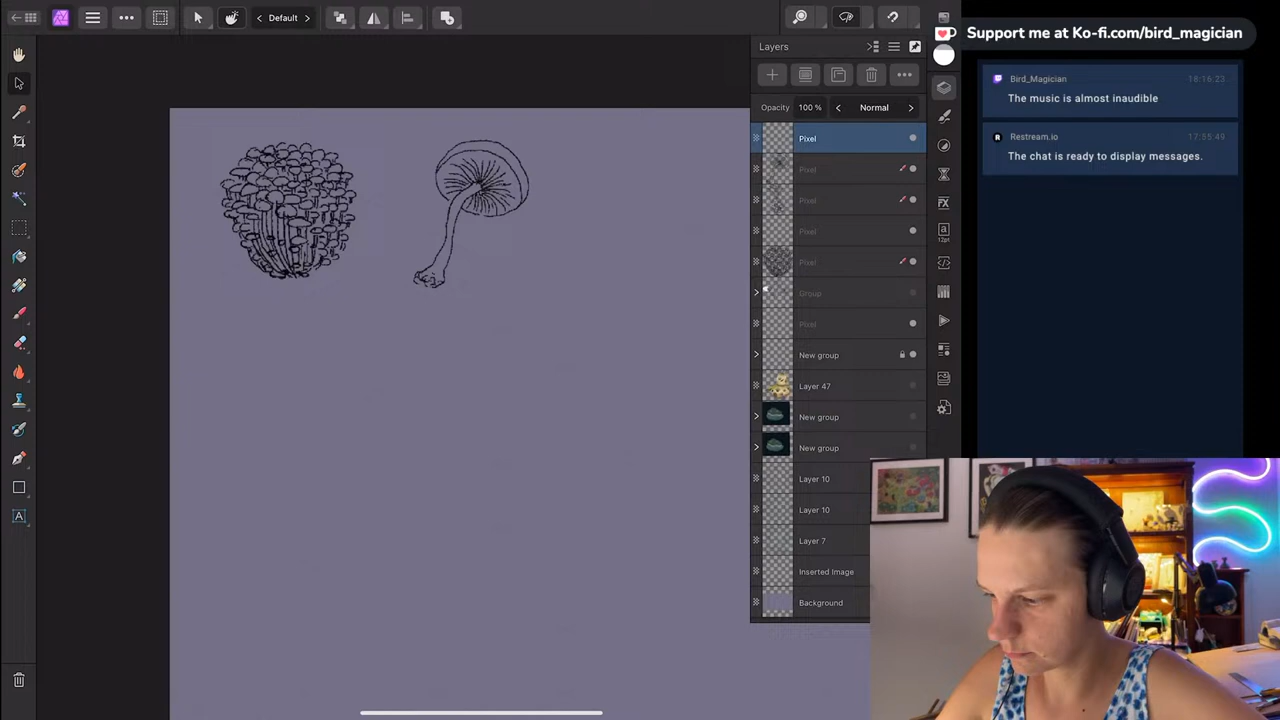 Default
Layers
Opacity 100 % Normal
Pixel
Pixel
Pixel
Pixel
Pixel
Group
Pixel
New group
Layer 47
New group
New group
Layer 10
Layer 10
Layer 7
Inserted Image
Background
FX
A
12pt
A
Support me at Ko-fi.com/bird_magician
Bird_Magician 18:16:23
The music is almost inaudible
R Restream.io 17:55:49
The chat is ready to display messages.